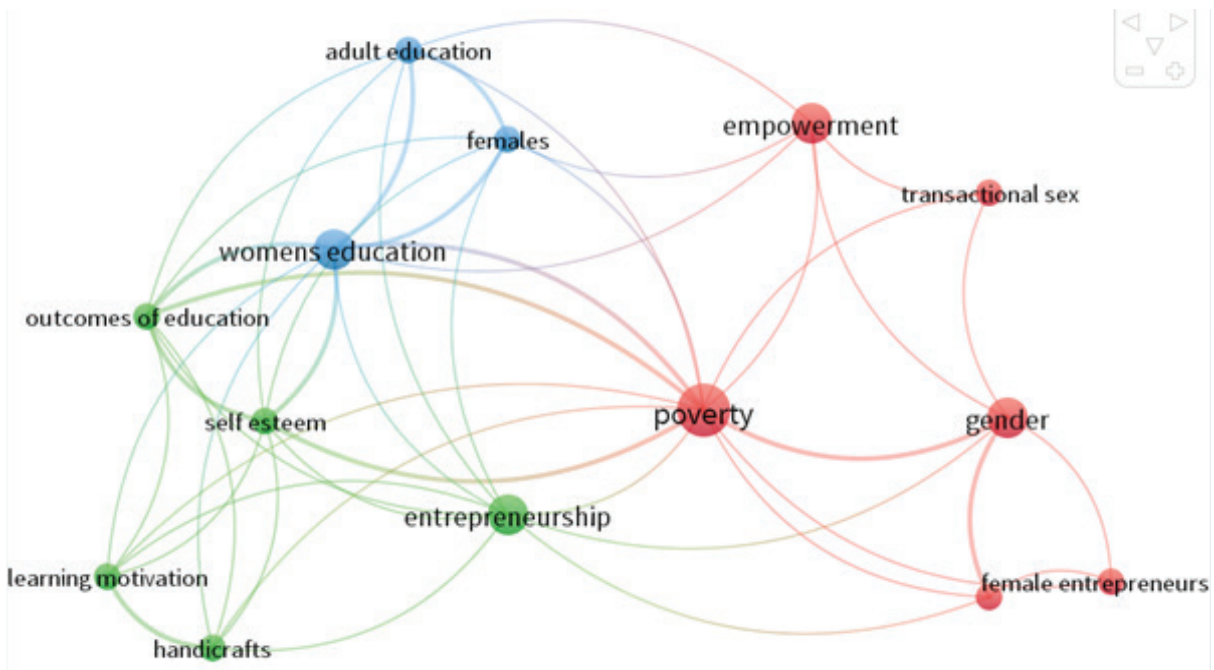 adult education
empowerment
females
transactional sex
womens education
outcomes of education
poverty
gender
self esteem
entrepreneurship
learning motivation
female entrepreneurs
handicrafts